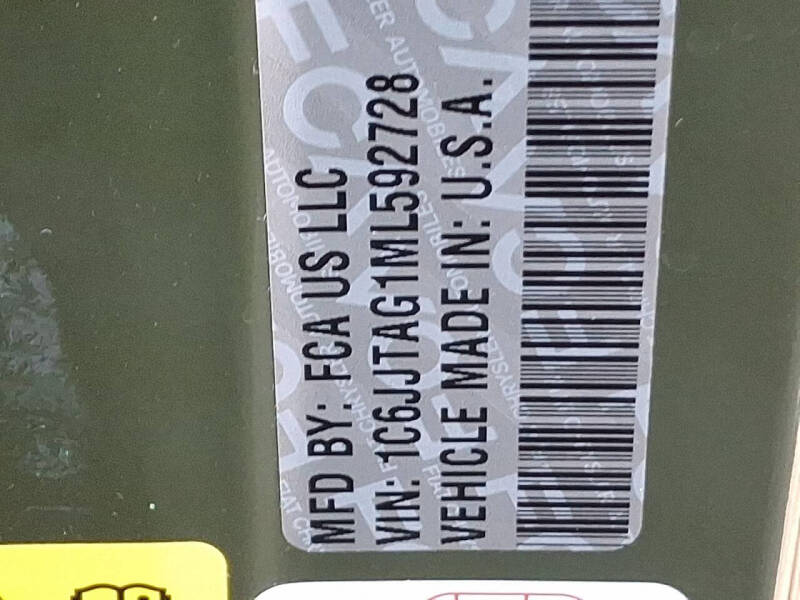 MFD BY: FCA US LLC
VIN: 1C6JJTAG1ML592728
VEHICLE MADE IN: U.S.A.